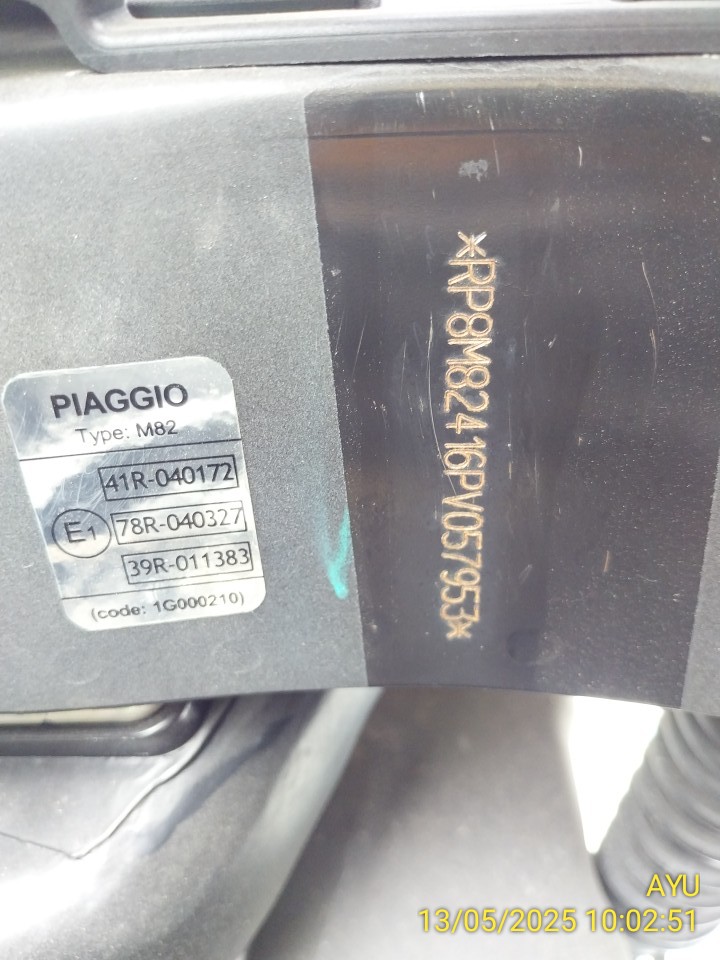 *RP8M82416PV057953*
PIAGGIO
Type: M82
41R-040172
E1
78R-040327
39R-011383
(code: 1G000210)
AYU
13/05/2025 10:02:51